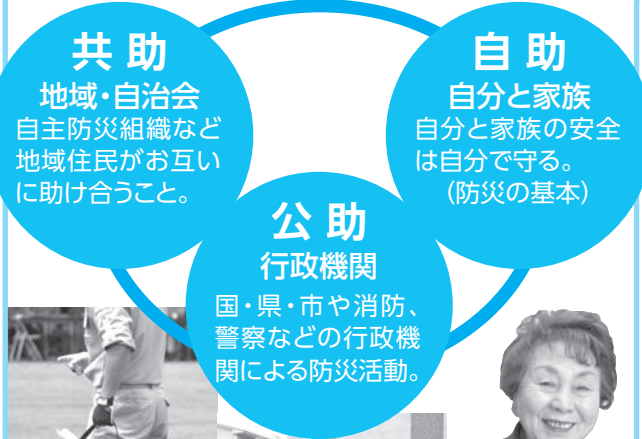 共助
地域・自治会
自主防災組織など
地域住民がお互い
に助け合うこと。
自助
自分と家族
自分と家族の安全
は自分で守る。
（防災の基本）
公助
行政機関
国・県・市や消防、
警察などの行政機
関による防災活動。